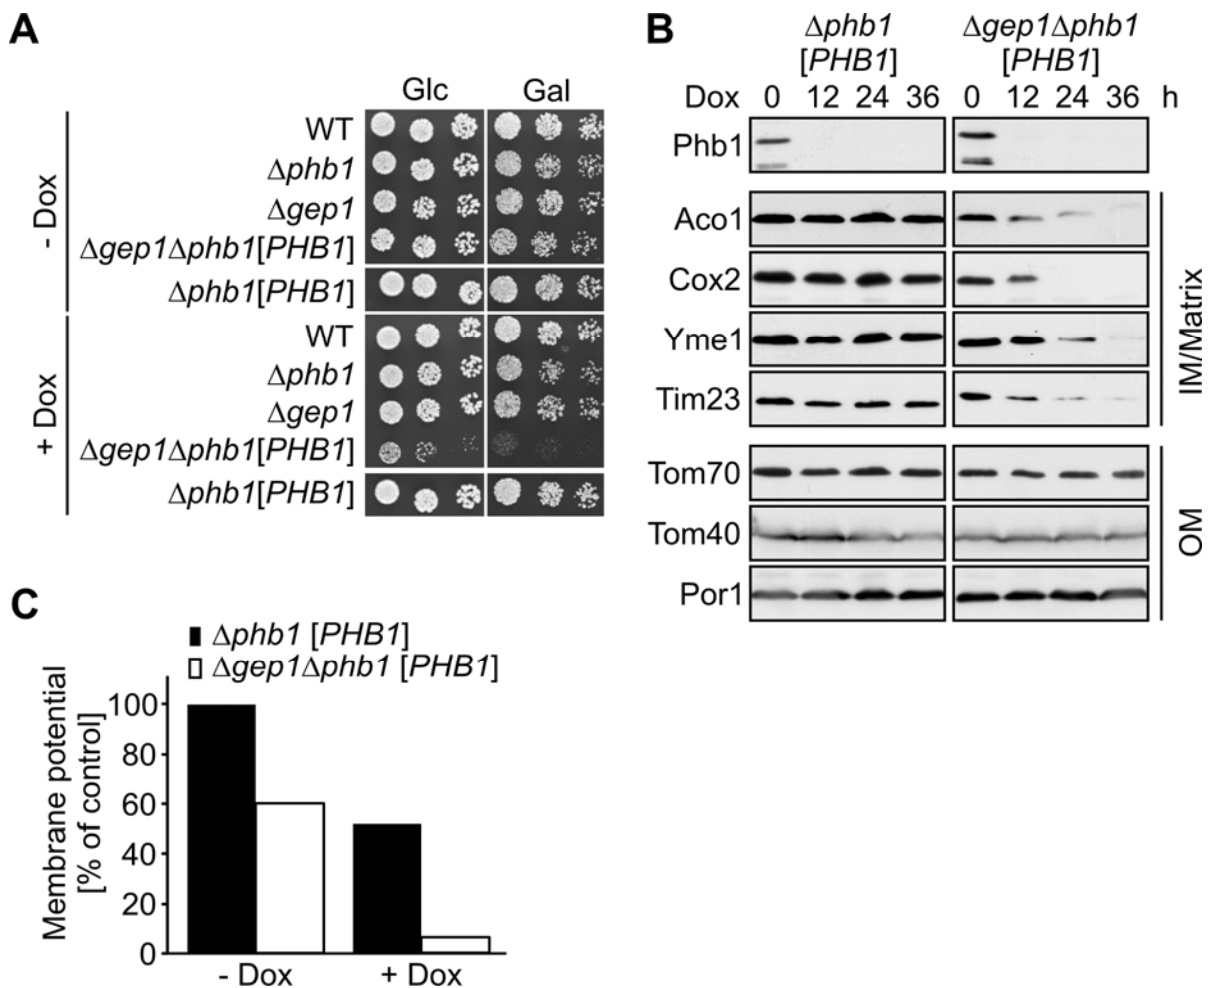 A
Glc Gal
- Dox
WT
Δphb1
Δgep1
Δgep1Δphb1[PHB1]
Δphb1[PHB1]
+ Dox
WT
Δphb1
Δgep1
Δgep1Δphb1[PHB1]
Δphb1[PHB1]
B
Δphb1
[PHB1]
Δgep1Δphb1
[PHB1]
Dox 0 12 24 36 0 12 24 36 h
Phb1
Aco1
Cox2
Yme1
Tim23
IM/Matrix
Tom70
Tom40
Por1
OM
C
Δphb1 [PHB1]
Δgep1Δphb1 [PHB1]
Membrane potential
[% of control]
100
80
60
40
20
0
- Dox + Dox